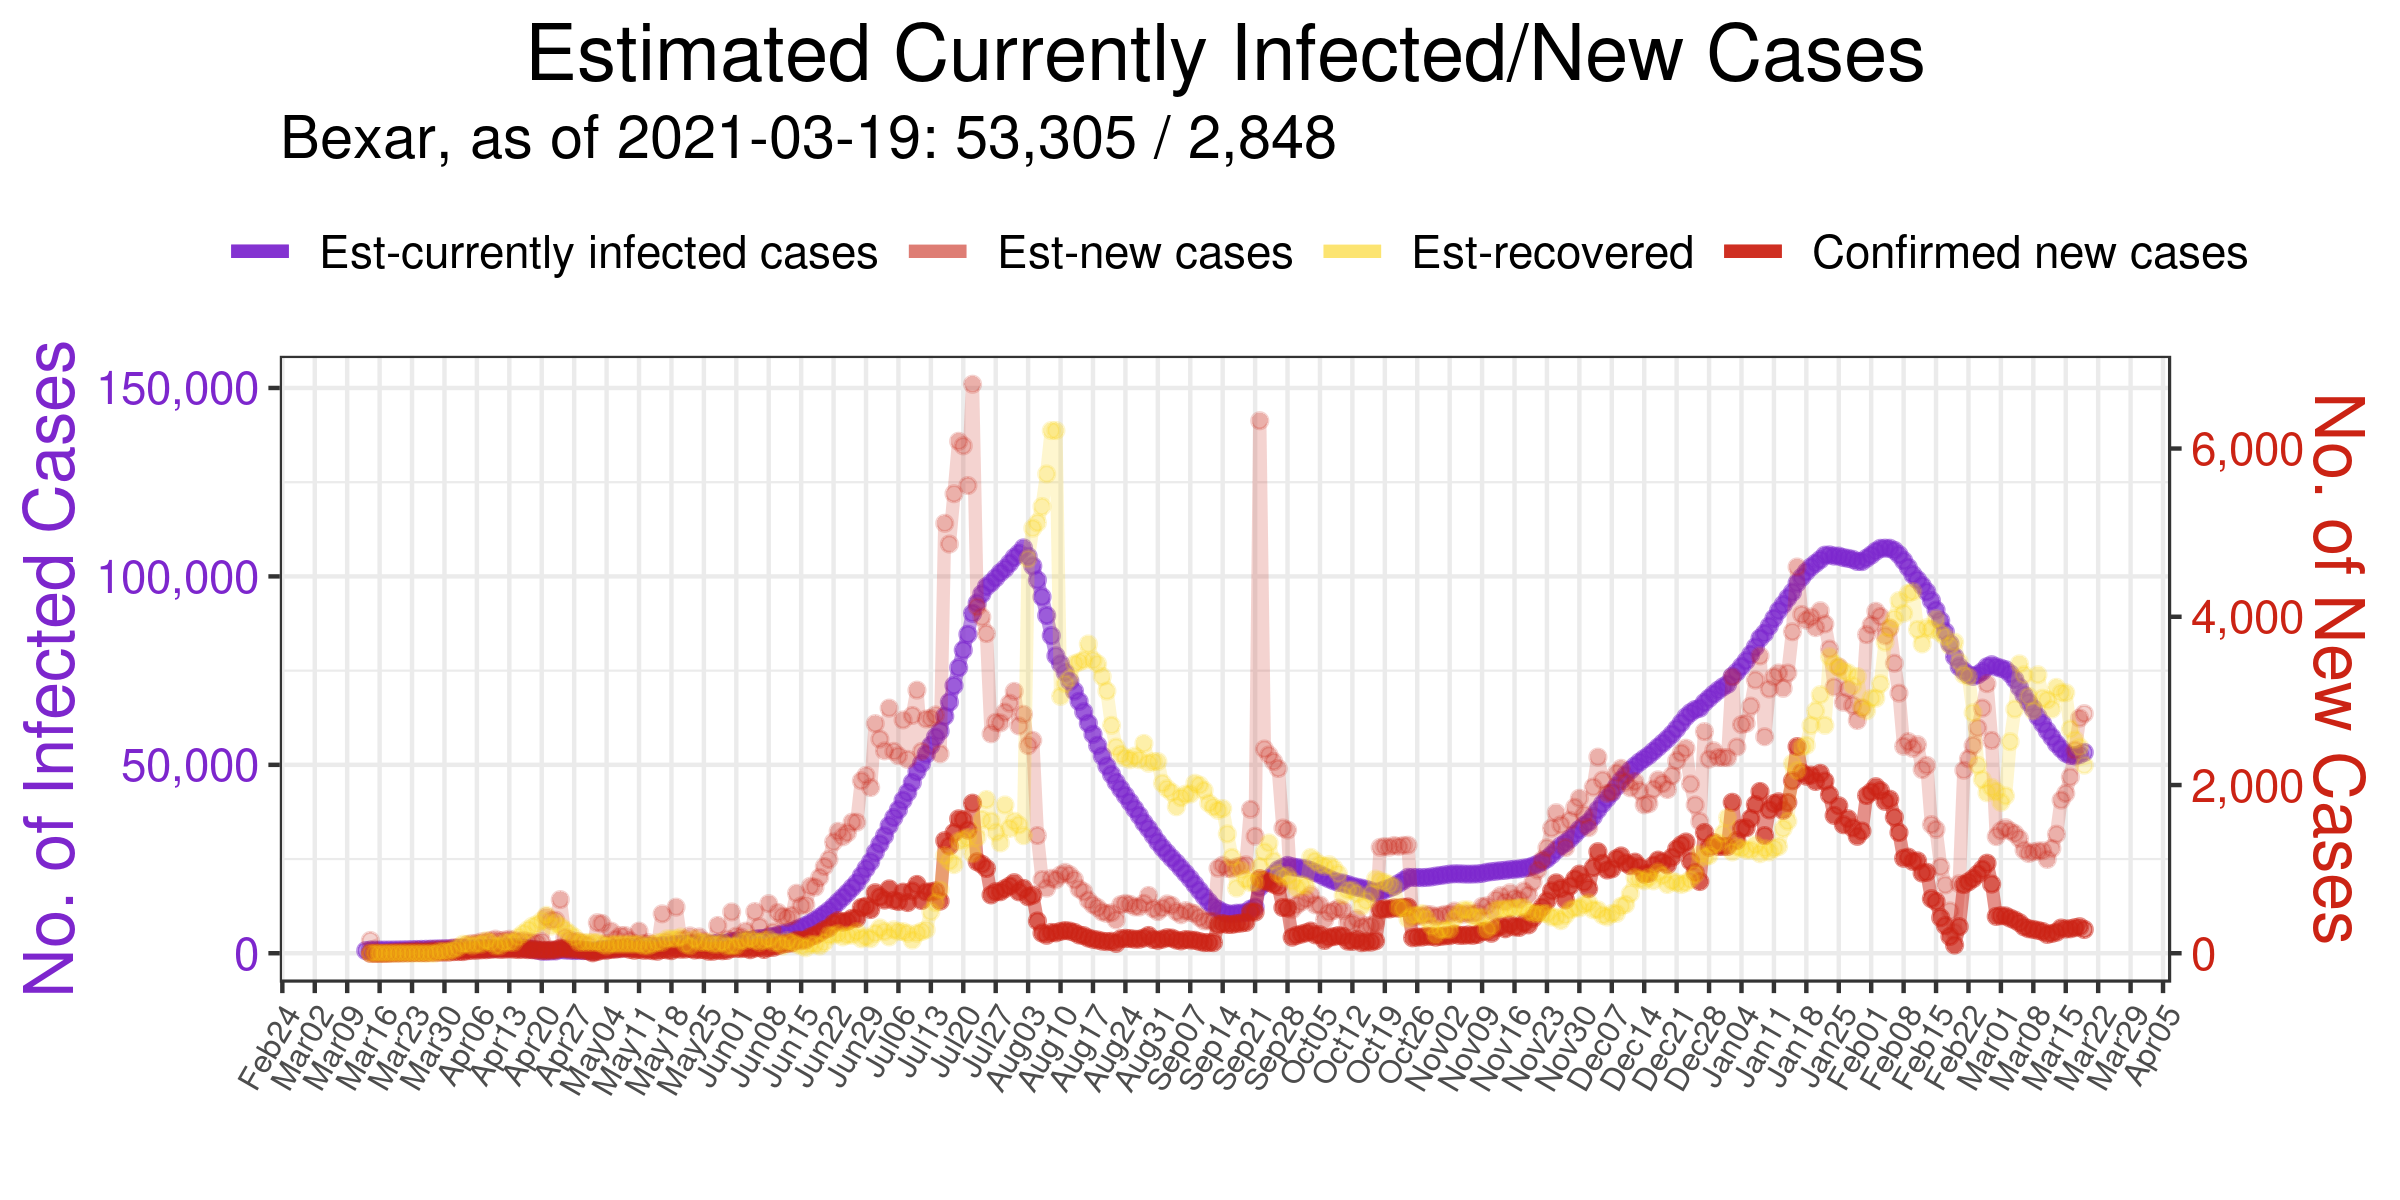 Estimated Currently Infected/New Cases
Bexar, as of 2021-03-19: 53,305 / 2,848
Est-currently infected cases Est-new cases Est-recovered Confirmed new cases
No. of Infected Cases
150,000
100,000
50,000
0
6,000
4,000
2,000
0
No. of New Cases
Feb24 Mar02 Mar09 Mar16 Mar23 Mar30 Apr06 Apr13 Apr20 Apr27 May04 May11 May18 May25 Jun01 Jun08 Jun15 Jun22 Jun29 Jul06 Jul13 Jul20 Jul27 Aug03 Aug10 Aug17 Aug24 Aug31 Sep07 Sep14 Sep21 Sep28 Oct05 Oct12 Oct19 Oct26 Nov02 Nov09 Nov16 Nov23 Nov30 Dec07 Dec14 Dec21 Dec28 Jan04 Jan11 Jan18 Jan25 Feb01 Feb08 Feb15 Feb22 Mar01 Mar08 Mar15 Mar22 Mar29 Apr05